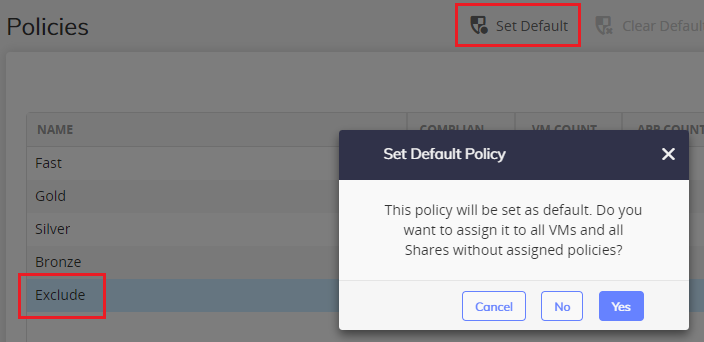 Policies
Set Default
Clear Defaul
NAME
COMPLIAN
VM COUNT
APP COUNT
Fast
Gold
Silver
Bronze
Exclude
Set Default Policy
This policy will be set as default. Do you
want to assign it to all VMs and all
Shares without assigned policies?
Cancel
No
Yes